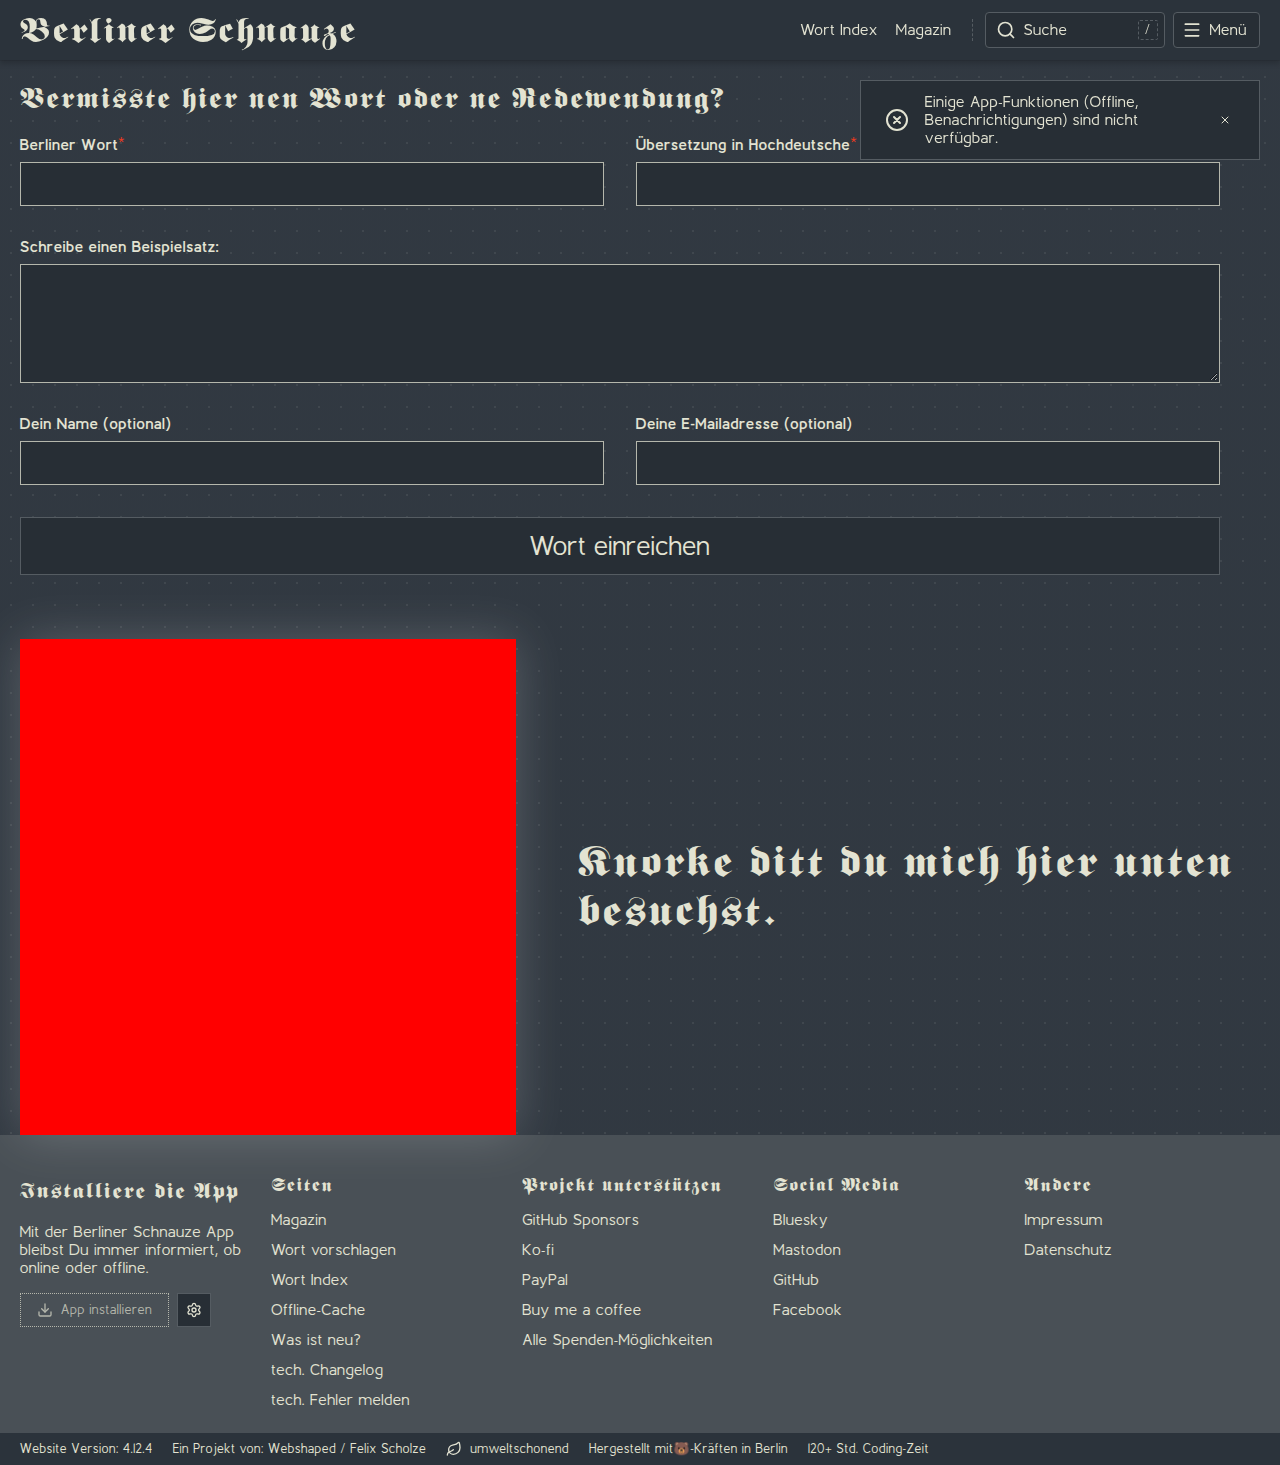 Berliner Schnauze
Wort Index
Magazin
Suche
/
Menü
Vermisste hier nen Wort oder ne Redewendung?
Einige App-Funktionen (Offline,
Benachrichtigungen) sind nicht
verfügbar.
Berliner Wort*
Übersetzung in Hochdeutsche*
Schreibe einen Beispielsatz:
Dein Name (optional)
Deine E-Mailadresse (optional)
Wort einreichen
Knorke ditt du mich hier unten
besuchst.
Installiere die App
Mit der Berliner Schnauze App
bleibst Du immer informiert, ob
online oder offline.
App installieren
Seiten
Magazin
Wort vorschlagen
Wort Index
Offline-Cache
Was ist neu?
tech. Changelog
tech. Fehler melden
Projekt unterstützen
GitHub Sponsors
Ko-fi
PayPal
Buy me a coffee
Alle Spenden-Möglichkeiten
Social Media
Bluesky
Mastodon
GitHub
Facebook
Andere
Impressum
Datenschutz
Website Version: 4.12.4
Ein Projekt von: Webshaped / Felix Scholze
umweltschonend
Hergestellt mit🐻-Kräften in Berlin
120+ Std. Coding-Zeit